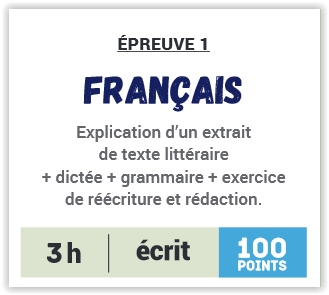 ÉPREUVE 1
FRANÇAIS
Explication d'un extrait
de texte littéraire
+ dictée + grammaire + exercice
de réécriture et rédaction.
3 h écrit 100
POINTS